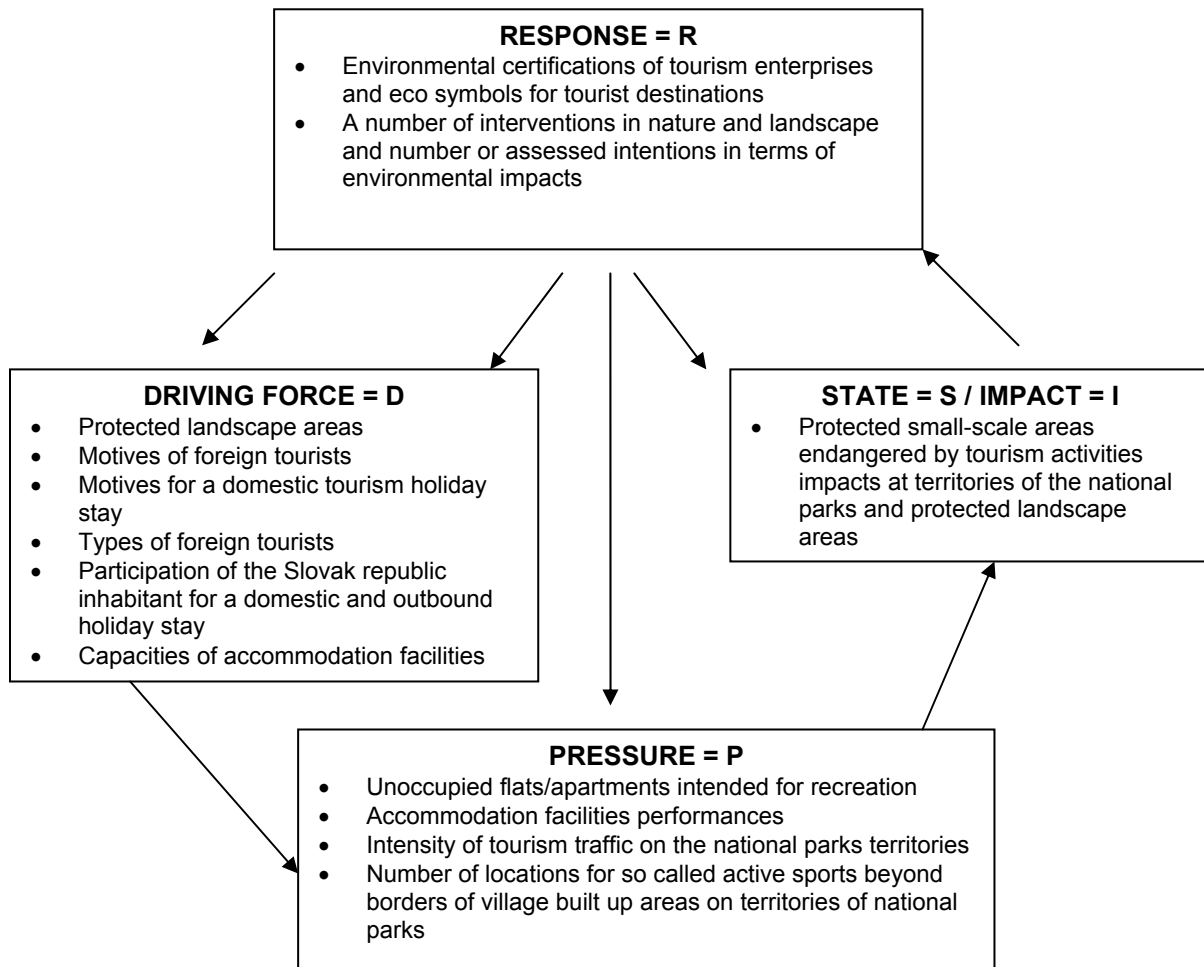 RESPONSE = R
• Environmental certifications of tourism enterprises
and eco symbols for tourist destinations
• A number of interventions in nature and landscape
and number or assessed intentions in terms of
environmental impacts
DRIVING FORCE = D
• Protected landscape areas
• Motives of foreign tourists
• Motives for a domestic tourism holiday
stay
• Types of foreign tourists
• Participation of the Slovak republic
inhabitant for a domestic and outbound
holiday stay
• Capacities of accommodation facilities
STATE = S / IMPACT = I
• Protected small-scale areas
endangered by tourism activities
impacts at territories of the national
parks and protected landscape
areas
PRESSURE = P
• Unoccupied flats/apartments intended for recreation
• Accommodation facilities performances
• Intensity of tourism traffic on the national parks territories
• Number of locations for so called active sports beyond
borders of village built up areas on territories of national
parks